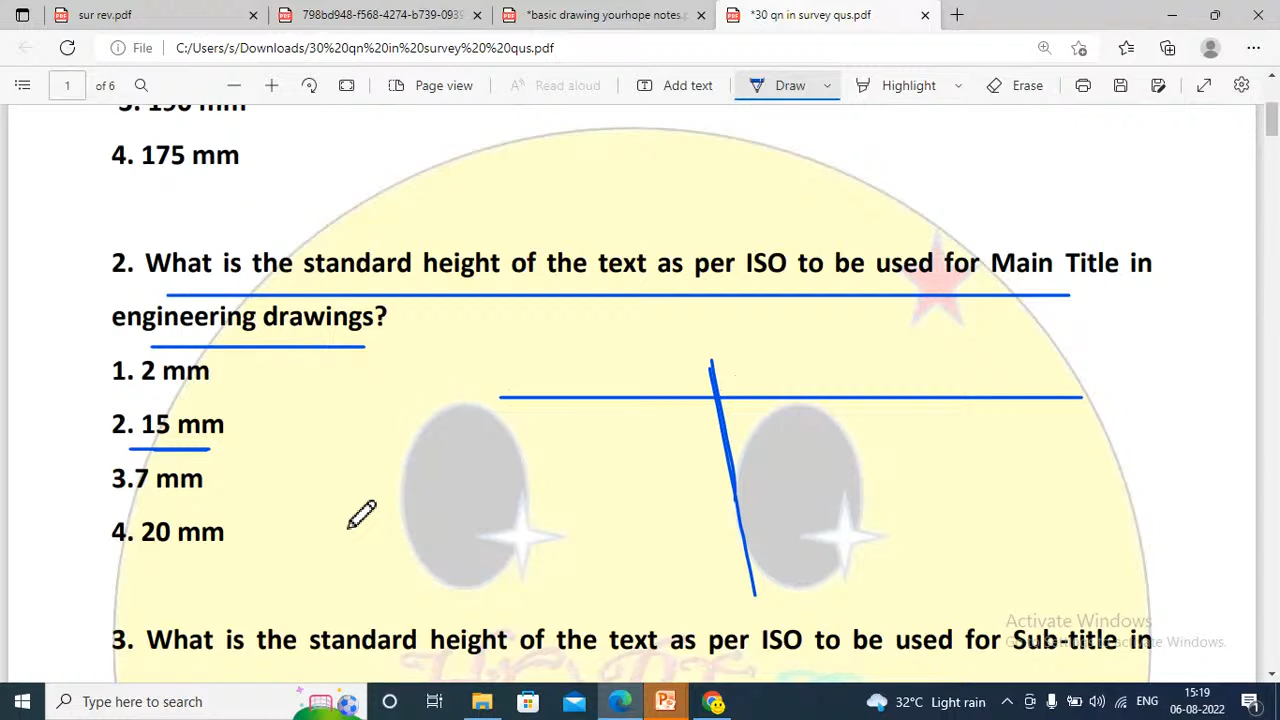 sur rev.pdf
798bd948-f568-4274-b739-0939
*basic drawing yourhope notes.p
*30 qn in survey qus.pdf
File
C:/Users/s/Downloads/30%20qn%20in%20survey%20%20qus.pdf
1 of 6
Page view
Read aloud
Add text
Draw
Highlight
Erase
4. 175 mm
2. What is the standard height of the text as per ISO to be used for Main Title in
engineering drawings?
1. 2 mm
2. 15 mm
3.7 mm
4. 20 mm
Activate Windows
3. What is the standard height of the text as per ISO to be used for Sub-title in
Type here to search
32°C Light rain
ENG
15:19
06-08-2022